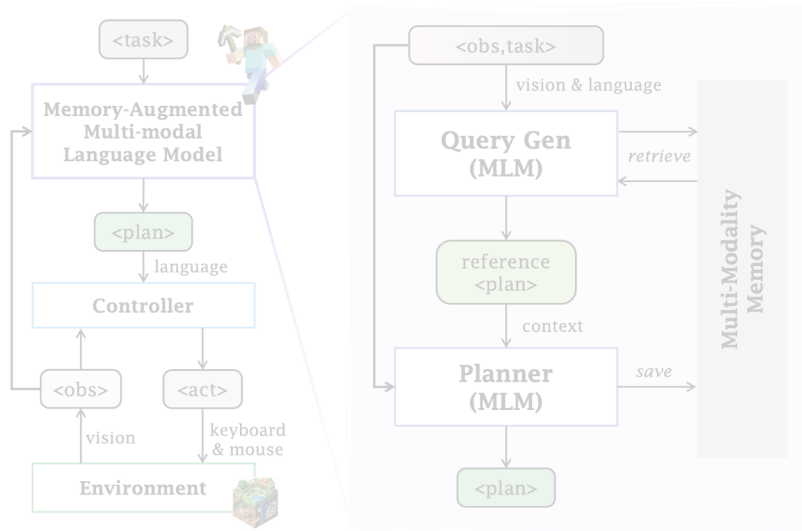 <task>
Memory-Augmented
Multi-modal
Language Model
<plan>
language
Controller
<obs>
<act>
vision
keyboard
& mouse
Environment
<obs,task>
vision & language
Query Gen
(MLM)
retrieve
reference
<plan>
context
Planner
(MLM)
save
<plan>
Multi-Modality
Memory